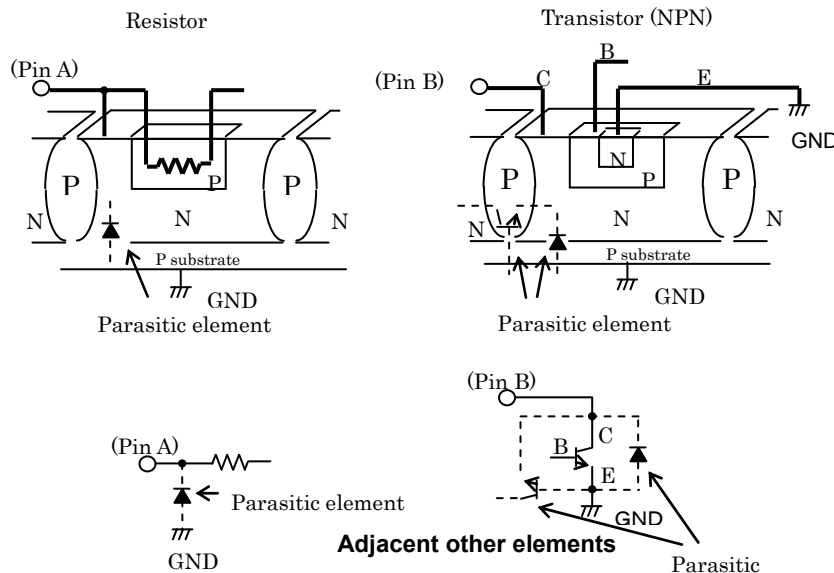 Resistor
Transistor (NPN)
(Pin A)
(Pin B)
B
C
E
GND
P
P
P
N
N
N
P substrate
GND
Parasitic element
P
N
P
P
N
N
N
P substrate
GND
Parasitic element
(Pin A)
Parasitic element
GND
(Pin B)
C
B
E
GND
Adjacent other elements
Parasitic